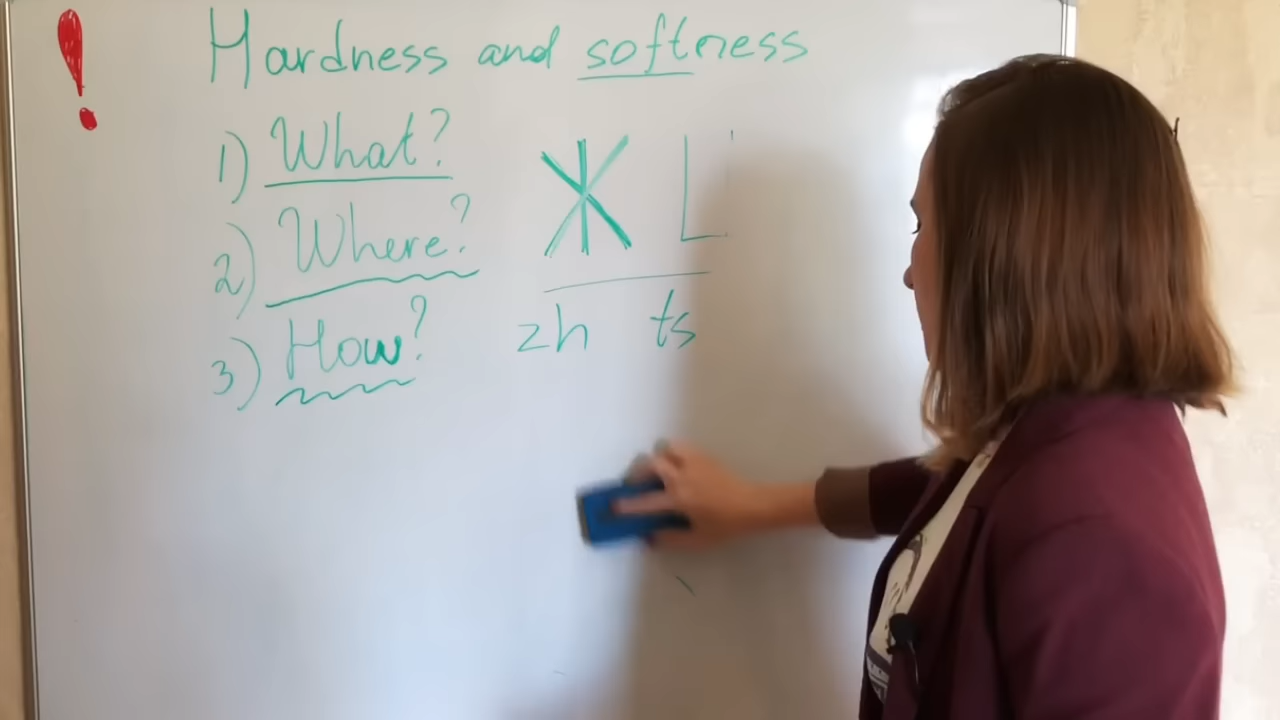 Hardness and softness
1) What?
2) Where?
3) How?
Ж
zh ts